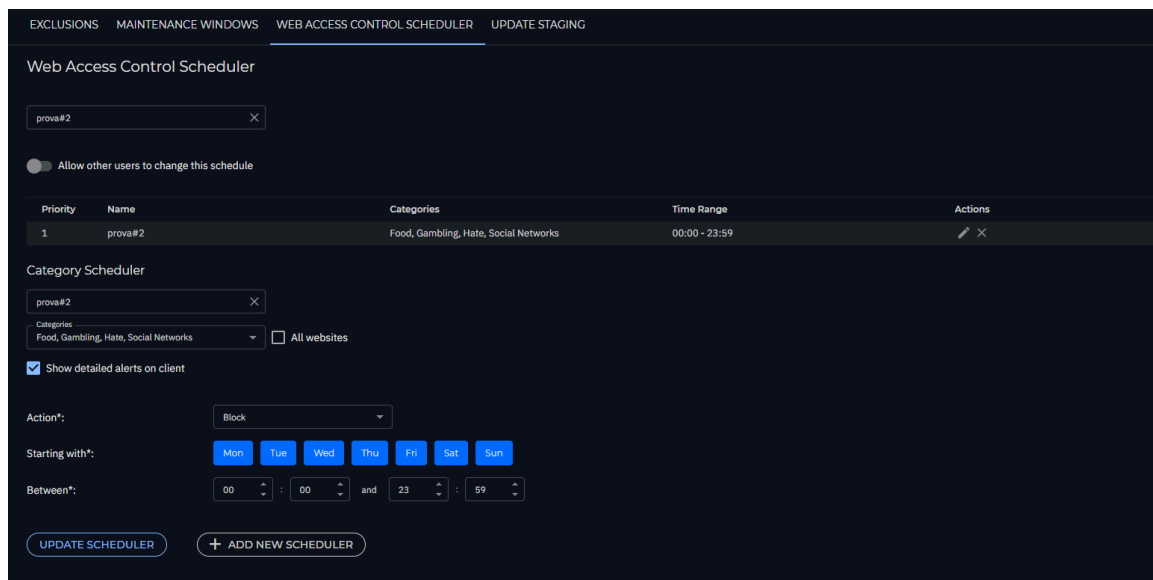 EXCLUSIONS MAINTENANCE WINDOWS WEB ACCESS CONTROL SCHEDULER UPDATE STAGING
Web Access Control Scheduler
prova#2
Allow other users to change this schedule
Priority Name Categories Time Range Actions
1 prova#2 Food, Gambling, Hate, Social Networks 00:00 - 23:59
Category Scheduler
prova#2
Categories
Food, Gambling, Hate, Social Networks All websites
Show detailed alerts on client
Action*: Block
Starting with*: Mon Tue Wed Thu Fri Sat Sun
Between*: 00 : 00 and 23 : 59
UPDATE SCHEDULER + ADD NEW SCHEDULER